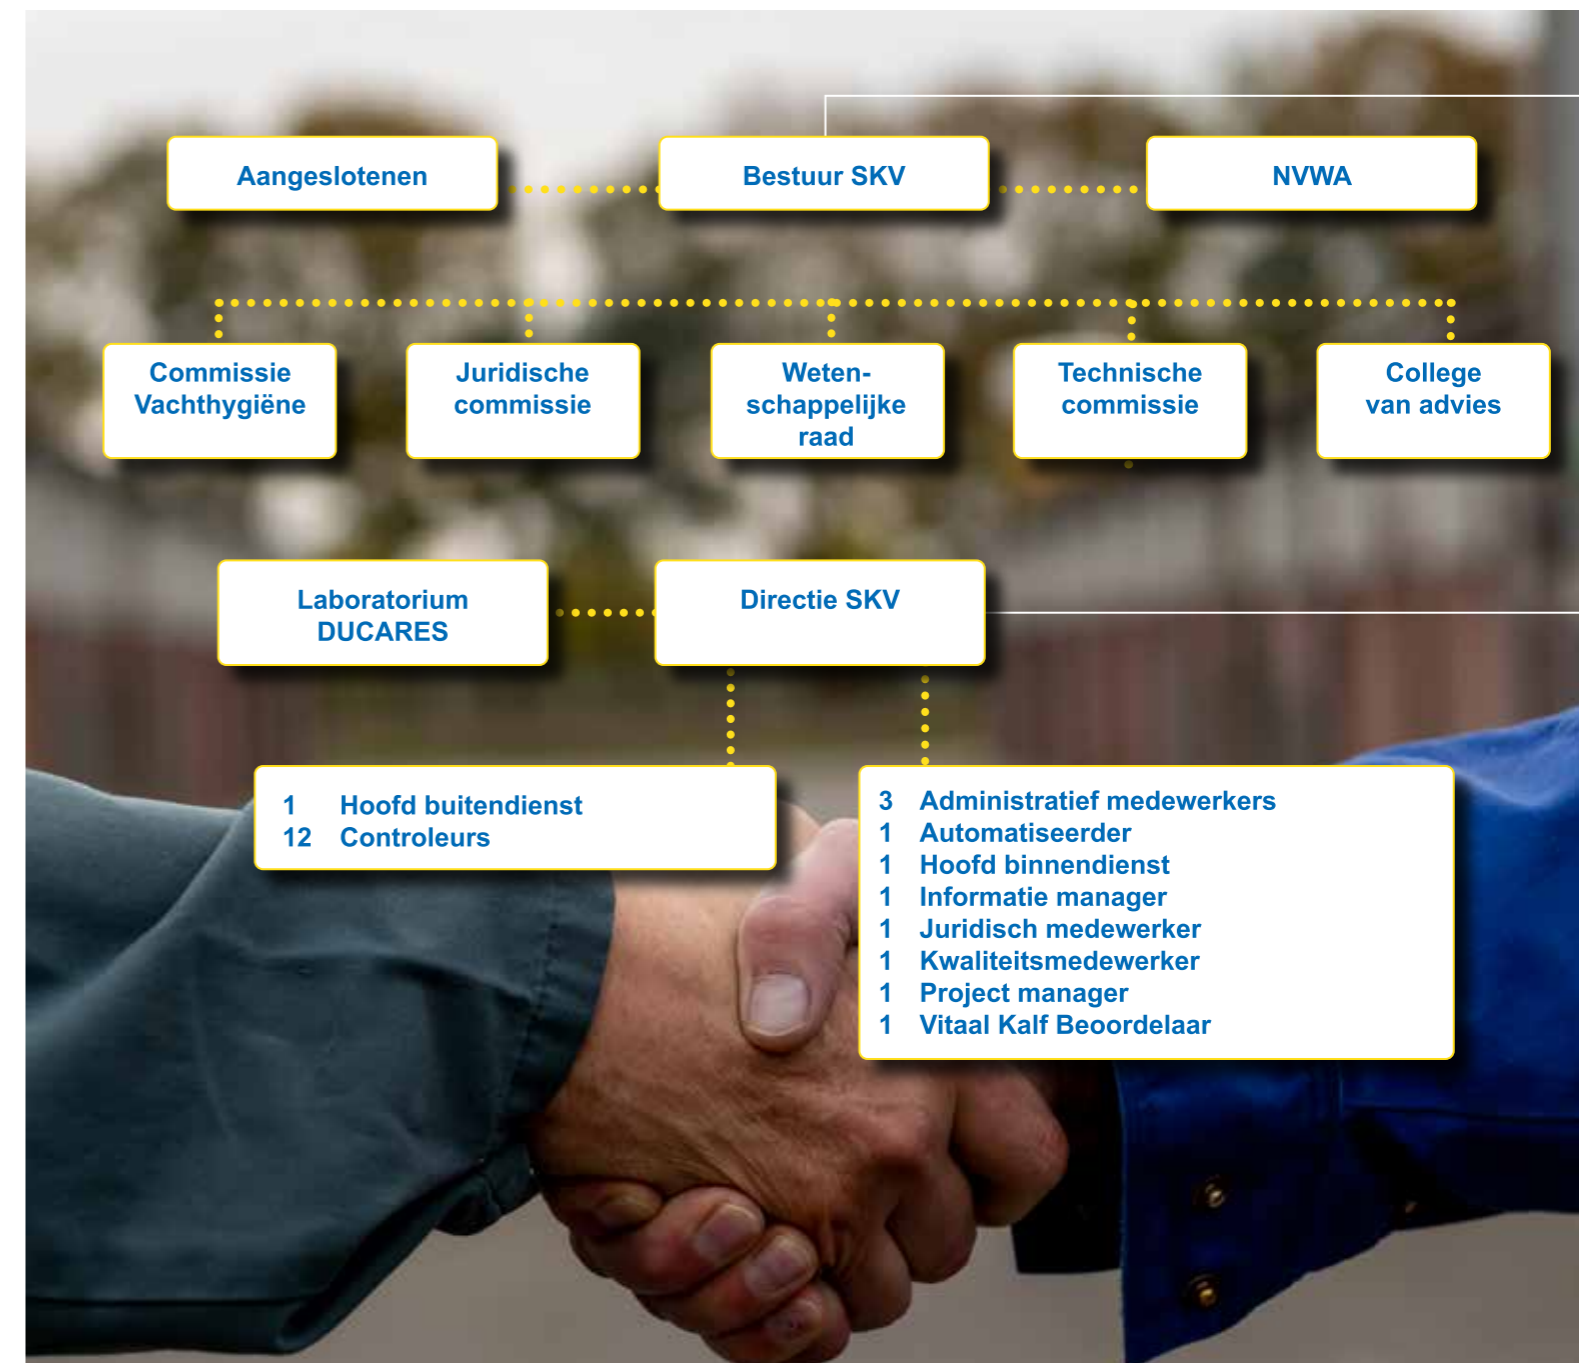 Aangeslotenen
Bestuur SKV
NVWA
Commissie
Vachthygiëne
Juridische
commissie
Weten-
schappelijke
raad
Technische
commissie
College
van advies
Laboratorium
DUCARES
Directie SKV
1 Hoofd buitendienst
12 Controleurs
3 Administratief medewerkers
1 Automatiseerder
1 Hoofd binnendienst
1 Informatie manager
1 Juridisch medewerker
1 Kwaliteitsmedewerker
1 Project manager
1 Vitaal Kalf Beoordelaar